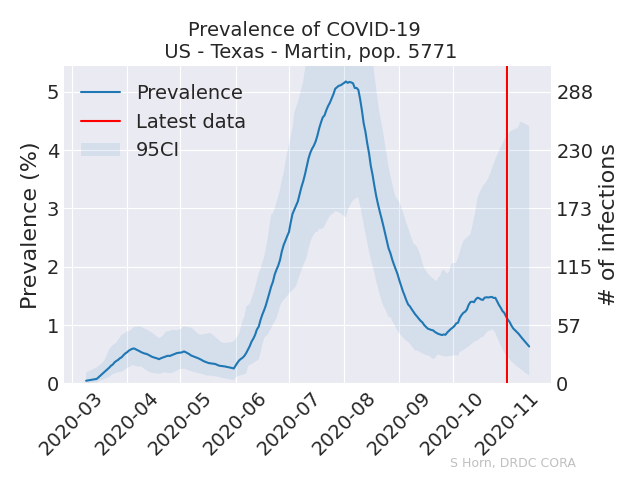 Prevalence of COVID-19
US - Texas - Martin, pop. 5771
Prevalence
Latest data
95CI
Prevalence (%)
5
4
3
2
1
0
288
230
173
115
57
0
# of infections
2020-03
2020-04
2020-05
2020-06
2020-07
2020-08
2020-09
2020-10
2020-11
S Horn, DRDC CORA